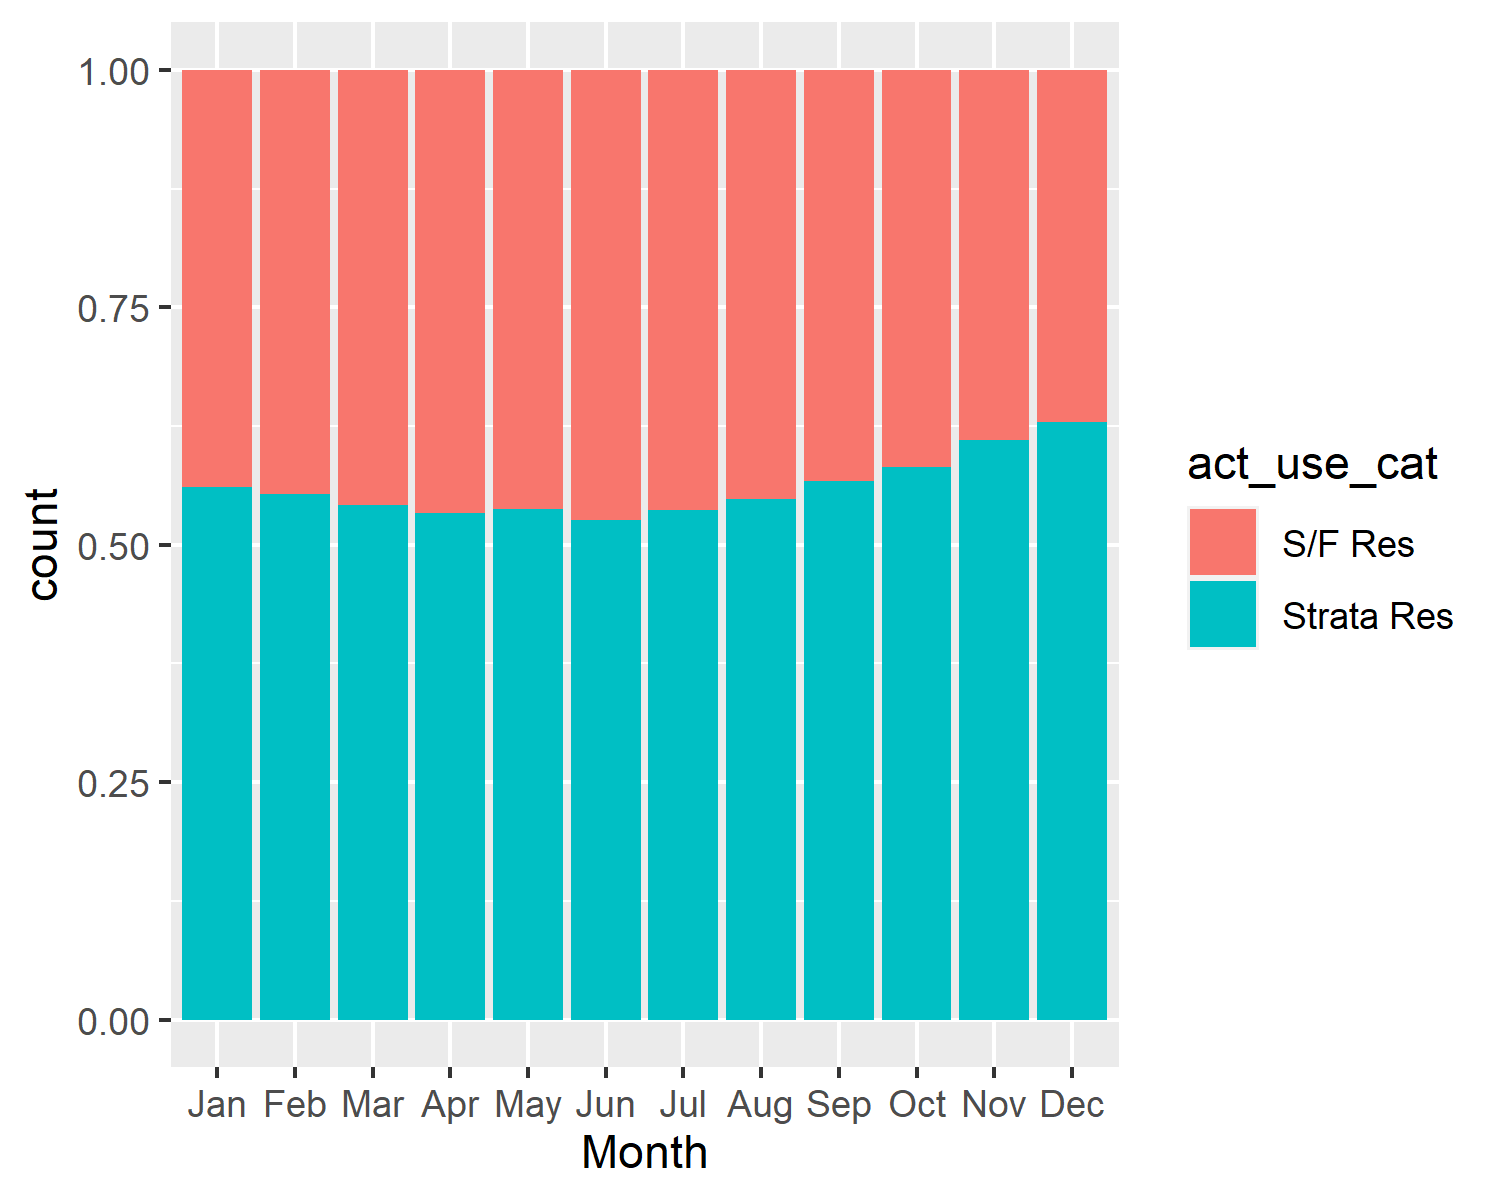 1.00
0.75
0.50
0.25
0.00
count
Jan Feb Mar Apr May Jun Jul Aug Sep Oct Nov Dec
Month
act_use_cat
S/F Res
Strata Res